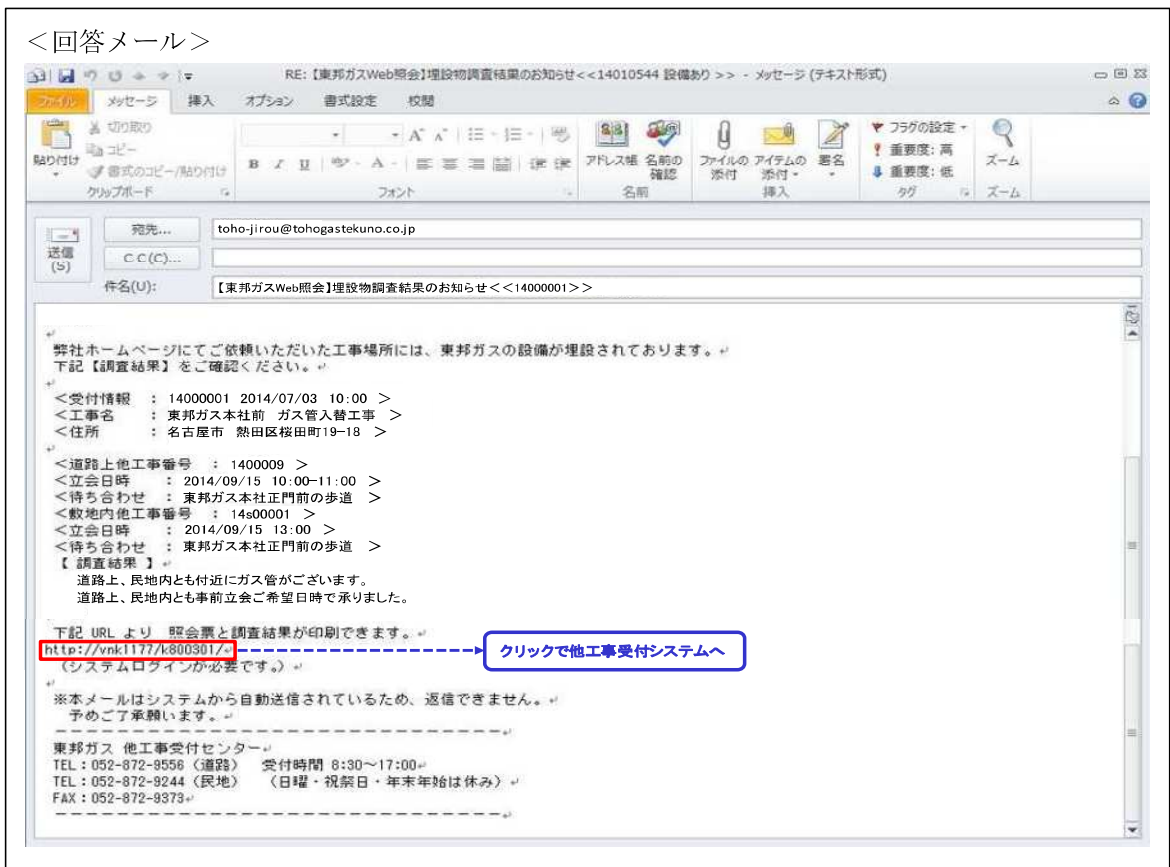 ＜回答メール＞
RE:【東邦ガスWeb照会】埋設物調査結果のお知らせ<<14010544 設備あり >> - メッセージ (テキスト形式)
ファイル メッセージ 挿入 オプション 書式設定 校閲
貼り付け
切り取り
コピー
書式のコピー/貼り付け
クリップボード
B I U A
フォント
アドレス帳 名前の確認
名前
ファイルの添付 アイテムの添付 署名
挿入
フラグの設定
重要度: 高
重要度: 低
タグ
ズーム
ズーム
送信(S)
宛先... toho-jirou@tohogastekuno.co.jp
CC(C)...
件名(U): 【東邦ガスWeb照会】埋設物調査結果のお知らせ＜＜14000001＞＞
弊社ホームページにてご依頼いただいた工事場所には、東邦ガスの設備が埋設されております。
下記【調査結果】をご確認ください。
＜受付情報 ： 14000001 2014/07/03 10:00 ＞
＜工事名 ： 東邦ガス本社前 ガス管入替工事 ＞
＜住所 ： 名古屋市 熱田区桜田町19-18 ＞
＜道路上他工事番号 ： 1400009 ＞
＜立会日時 ： 2014/09/15 10:00-11:00 ＞
＜待ち合わせ ： 東邦ガス本社正門前の歩道 ＞
＜敷地内他工事番号 ： 14s00001 ＞
＜立会日時 ： 2014/09/15 13:00 ＞
＜待ち合わせ ： 東邦ガス本社正門前の歩道 ＞
【 調査結果 】
道路上、民地内とも付近にガス管がございます。
道路上、民地内とも事前立会ご希望日時で承りました。
下記 URL より 照会票と調査結果が印刷できます。
http://vnk1177/k800301/
クリックで他工事受付システムへ
（システムログインが必要です。）
※本メールはシステムから自動送信されているため、返信できません。
予めご了承願います。
－－－－－－－－－－－－－－－－－－－－－－－－－－－－－－
東邦ガス 他工事受付センター
TEL：052-872-9556（道路） 受付時間 8:30～17:00
TEL：052-872-9244（民地） （日曜・祝祭日・年末年始は休み）
FAX：052-872-9373
－－－－－－－－－－－－－－－－－－－－－－－－－－－－－－